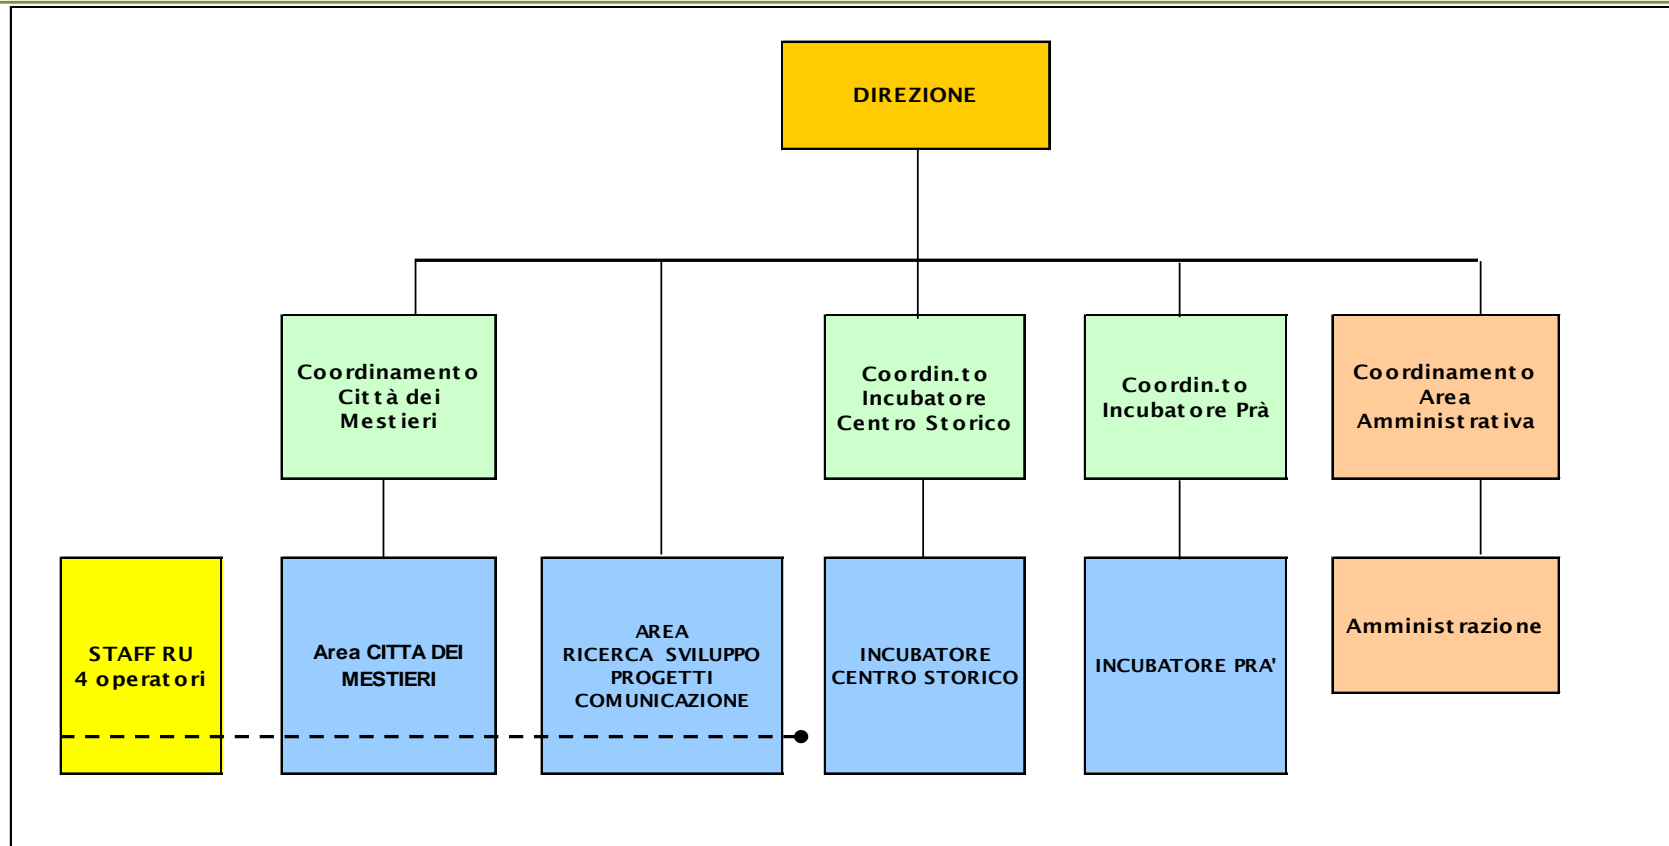 DIREZIONE
Coordinamento
Città dei
Mestieri
Coordin.to
Incubatore
Centro Storico
Coordin.to
Incubatore Prà
Coordinamento
Area
Amministrativa
STAFF RU
4 operatori
Area CITTA DEI
MESTIERI
AREA
RICERCA SVILUPPO
PROGETTI
COMUNICAZIONE
INCUBATORE
CENTRO STORICO
INCUBATORE PRA'
Amministrazione